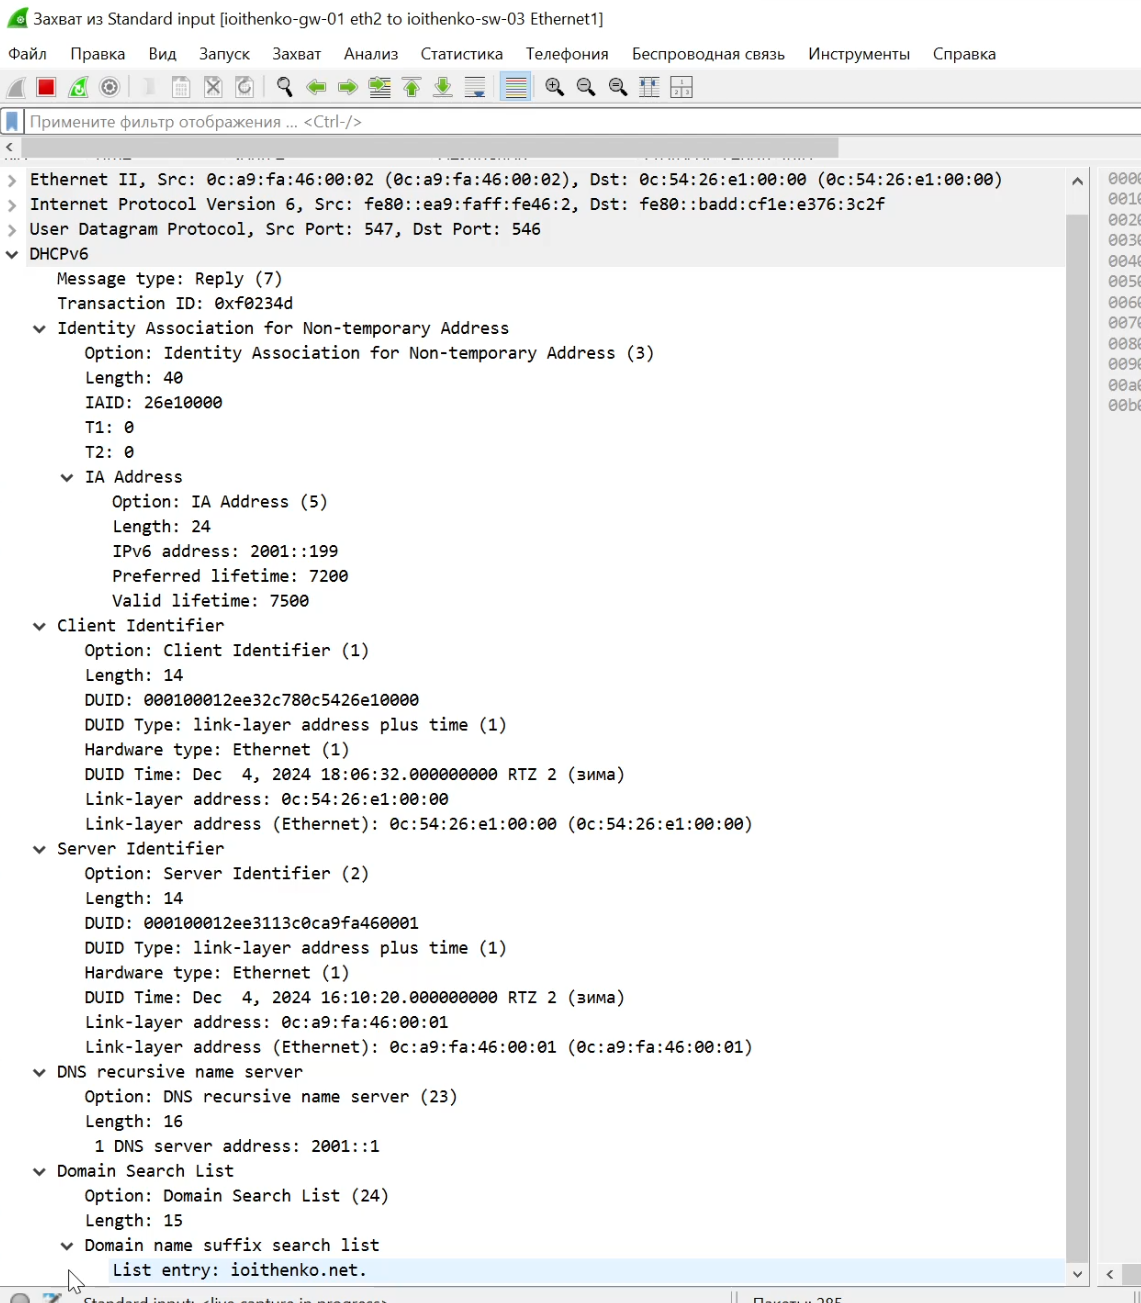 Захват из Standard input [ioithenko-gw-01 eth2 to ioithenko-sw-03 Ethernet1]
Файл Правка Вид Запуск Захват Анализ Статистика Телефония Беспроводная связь Инструменты Справка
Примените фильтр отображения ... <Ctrl-/>
Ethernet II, Src: 0c:a9:fa:46:00:02 (0c:a9:fa:46:00:02), Dst: 0c:54:26:e1:00:00 (0c:54:26:e1:00:00)
Internet Protocol Version 6, Src: fe80::ea9:faff:fe46:2, Dst: fe80::badd:cf1e:e376:3c2f
User Datagram Protocol, Src Port: 547, Dst Port: 546
DHCPv6
Message type: Reply (7)
Transaction ID: 0xf0234d
Identity Association for Non-temporary Address
Option: Identity Association for Non-temporary Address (3)
Length: 40
IAID: 26e10000
T1: 0
T2: 0
IA Address
Option: IA Address (5)
Length: 24
IPv6 address: 2001::199
Preferred lifetime: 7200
Valid lifetime: 7500
Client Identifier
Option: Client Identifier (1)
Length: 14
DUID: 000100012ee32c780c5426e10000
DUID Type: link-layer address plus time (1)
Hardware type: Ethernet (1)
DUID Time: Dec  4, 2024 18:06:32.000000000 RTZ 2 (зима)
Link-layer address: 0c:54:26:e1:00:00
Link-layer address (Ethernet): 0c:54:26:e1:00:00 (0c:54:26:e1:00:00)
Server Identifier
Option: Server Identifier (2)
Length: 14
DUID: 000100012ee3113c0ca9fa460001
DUID Type: link-layer address plus time (1)
Hardware type: Ethernet (1)
DUID Time: Dec  4, 2024 16:10:20.000000000 RTZ 2 (зима)
Link-layer address: 0c:a9:fa:46:00:01
Link-layer address (Ethernet): 0c:a9:fa:46:00:01 (0c:a9:fa:46:00:01)
DNS recursive name server
Option: DNS recursive name server (23)
Length: 16
1 DNS server address: 2001::1
Domain Search List
Option: Domain Search List (24)
Length: 15
Domain name suffix search list
List entry: ioithenko.net.
Standard input: <live capture in progress>
Пакеты: 285